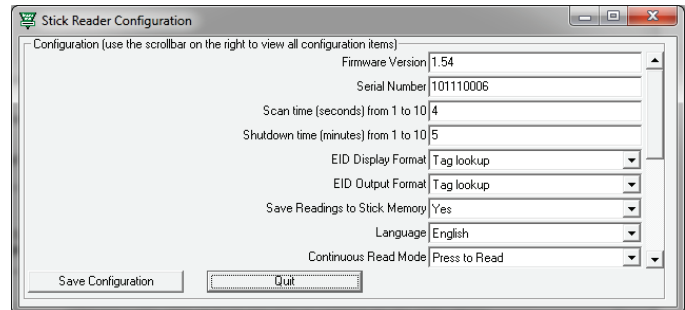 Stick Reader Configuration
Configuration (use the scrollbar on the right to view all configuration items)
Firmware Version 1.54
Serial Number 101110006
Scan time (seconds) from 1 to 10 4
Shutdown time (minutes) from 1 to 10 5
EID Display Format Tag lookup
EID Output Format Tag lookup
Save Readings to Stick Memory Yes
Language English
Continuous Read Mode Press to Read
Save Configuration Quit